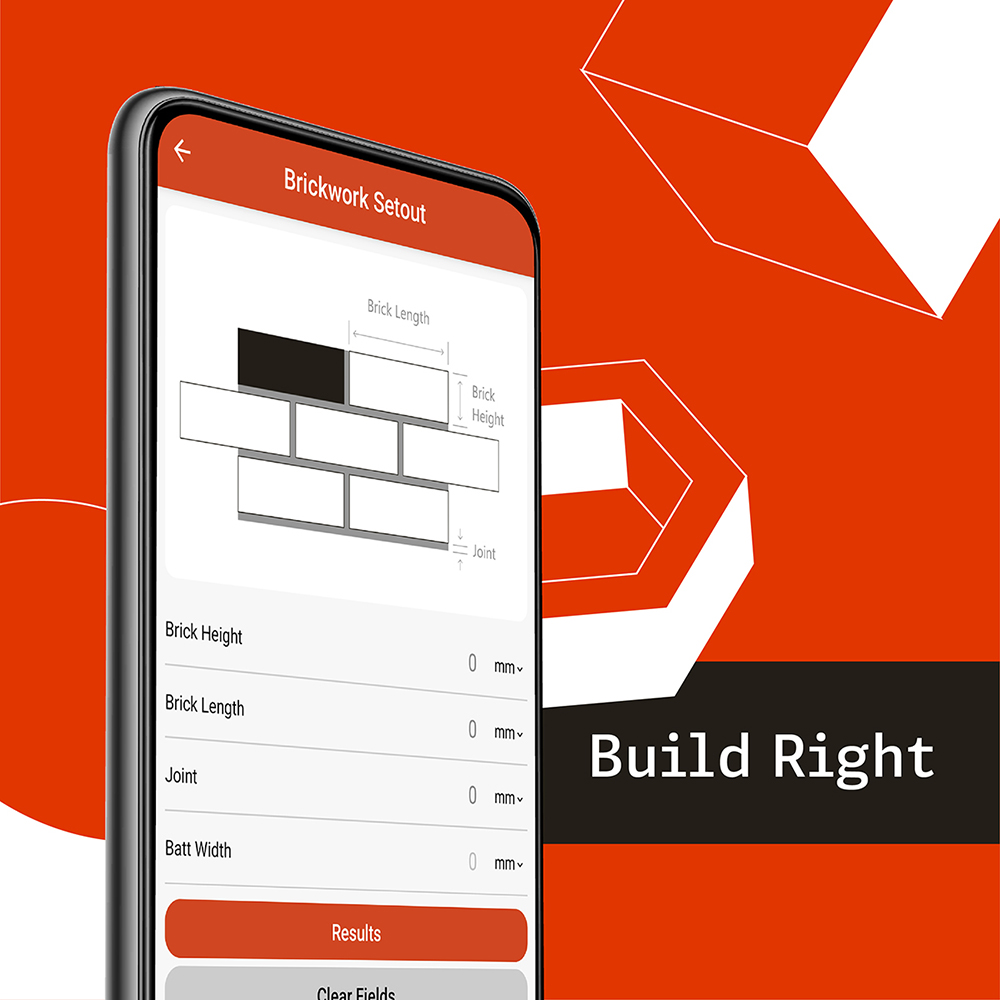 Brickwork Setout
Brick Length
Brick
Height
Joint
Brick Height
0 mm
Brick Length
0 mm
Joint
0 mm
Batt Width
0 mm
Results
Clear Fields
Build Right